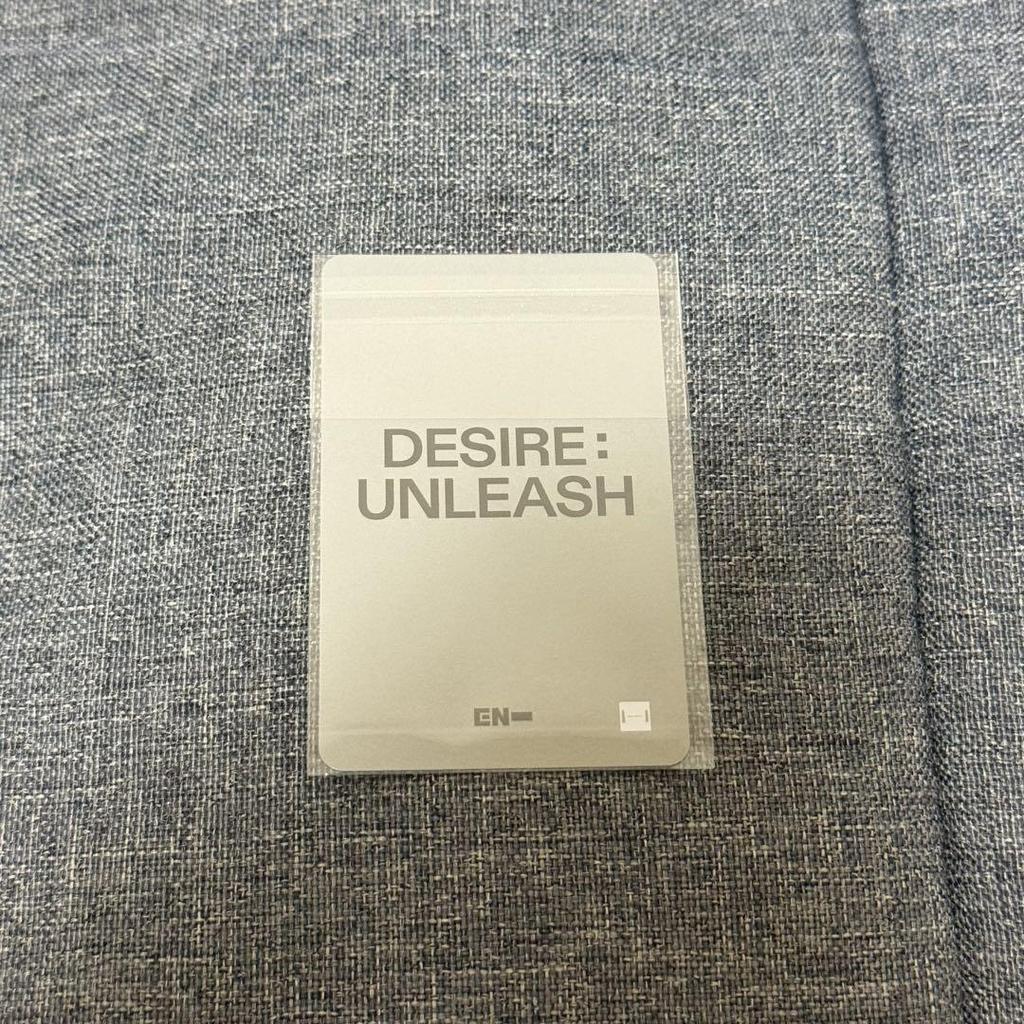 DESIRE :
UNLEASH
EN-